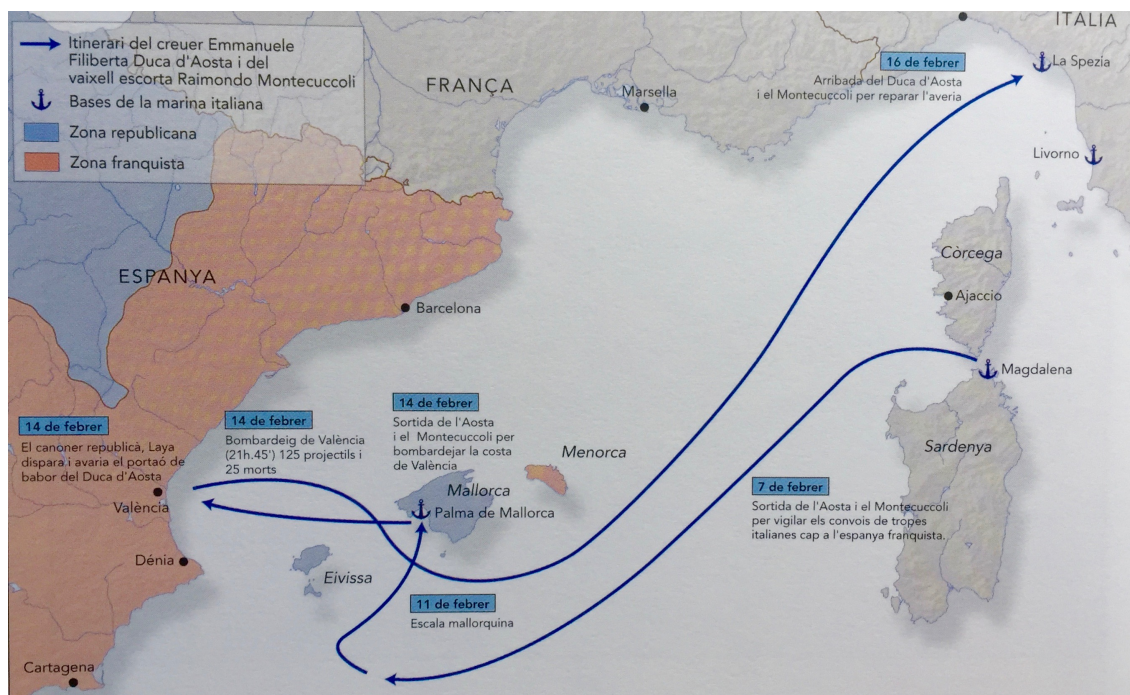 Itinerari del creuer Emmanuele
Filiberta Duca d'Aosta i del
vaixell escorta Raimondo Montecuccoli
Bases de la marina italiana
Zona republicana
Zona franquista
ITALIA
FRANÇA
Marsella
16 de febrer
Arribada del Duca d'Aosta
i el Montecuccoli per reparar l'averia
La Spezia
Livorno
Còrcega
Ajaccio
ESPANYA
Barcelona
Magdalena
14 de febrer
El canoner republicà, Laya
dispara i avaria el portaó de
babor del Duca d'Aosta
14 de febrer
Bombardeig de València
(21h.45') 125 projectils i
25 morts
14 de febrer
Sortida de l'Aosta
i el Montecuccoli per
bombardejar la costa
de València
Menorca
Sardenya
Mallorca
Palma de Mallorca
València
7 de febrer
Sortida de l'Aosta i el Montecuccoli
per vigilar els convois de tropes
italianes cap a l'espanya franquista.
Dénia
Eivissa
11 de febrer
Escala mallorquina
Cartagena